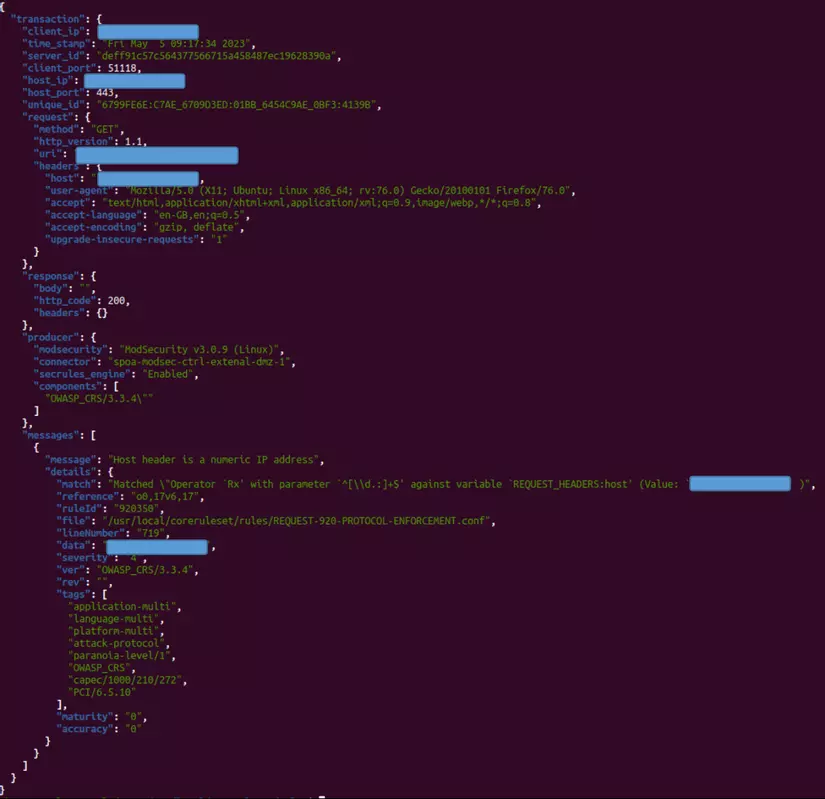 {
"transaction": {
"client_ip":
"time_stamp": "Fri May  5 09:17:34 2023",
"server_id": "deff91c57c564377566715a458487ec19628390a",
"client_port": 51118,
"host_ip":
"host_port": 443,
"unique_id": "6799FE6E:C7AE_6709D3ED:01BB_6454C9AE_0BF3:4139B",
"request": {
"method": "GET",
"http_version": 1.1,
"uri":
"headers": {
"host": "
"user-agent": "Mozilla/5.0 (X11; Ubuntu; Linux x86_64; rv:76.0) Gecko/20100101 Firefox/76.0",
"accept": "text/html,application/xhtml+xml,application/xml;q=0.9,image/webp,*/*;q=0.8",
"accept-language": "en-GB,en;q=0.5",
"accept-encoding": "gzip, deflate",
"upgrade-insecure-requests": "1"
}
},
"response": {
"body": "",
"http_code": 200,
"headers": {}
},
"producer": {
"modsecurity": "ModSecurity v3.0.9 (Linux)",
"connector": "spoa-modsec-ctrl-extenal-dmz-1",
"secrules_engine": "Enabled",
"components": [
"OWASP_CRS/3.3.4\""
]
},
"messages": [
{
"message": "Host header is a numeric IP address",
"details": {
"match": "Matched \"Operator `Rx' with parameter `^[\\d.:]+$' against variable `REQUEST_HEADERS:host' (Value: ` )",
"reference": "o0,17v6,17",
"ruleId": "920350",
"file": "/usr/local/coreruleset/rules/REQUEST-920-PROTOCOL-ENFORCEMENT.conf",
"lineNumber": "719",
"data": " ",
"severity": "4",
"ver": "OWASP_CRS/3.3.4",
"rev": "",
"tags": [
"application-multi",
"language-multi",
"platform-multi",
"attack-protocol",
"paranoia-level/1",
"OWASP_CRS",
"capec/1000/210/272",
"PCI/6.5.10"
],
"maturity": "0",
"accuracy": "0"
}
}
]
}
}